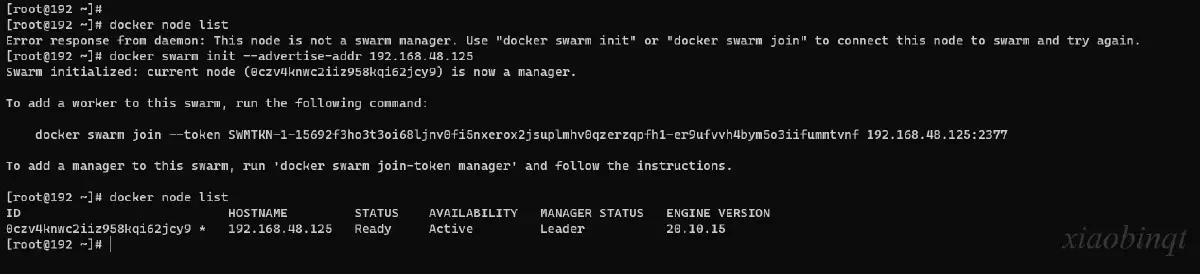 [root@192 ~]#
[root@192 ~]# docker node list
Error response from daemon: This node is not a swarm manager. Use "docker swarm init" or "docker swarm join" to connect this node to swarm and try again.
[root@192 ~]# docker swarm init --advertise-addr 192.168.48.125
Swarm initialized: current node (0czv4knwc2iiz958kqi62jcy9) is now a manager.
To add a worker to this swarm, run the following command:
docker swarm join --token SWMTKN-1-15692f3ho3t3oi68ljnv0fi5nxerox2jsuplmhv0qzerzqpfh1-er9ufvvh4bym5o3iifummtvnf 192.168.48.125:2377
To add a manager to this swarm, run 'docker swarm join-token manager' and follow the instructions.
[root@192 ~]# docker node list
ID HOSTNAME STATUS AVAILABILITY MANAGER STATUS ENGINE VERSION
0czv4knwc2iiz958kqi62jcy9 * 192.168.48.125 Ready Active Leader 20.10.15
[root@192 ~]#
xiaobinqt